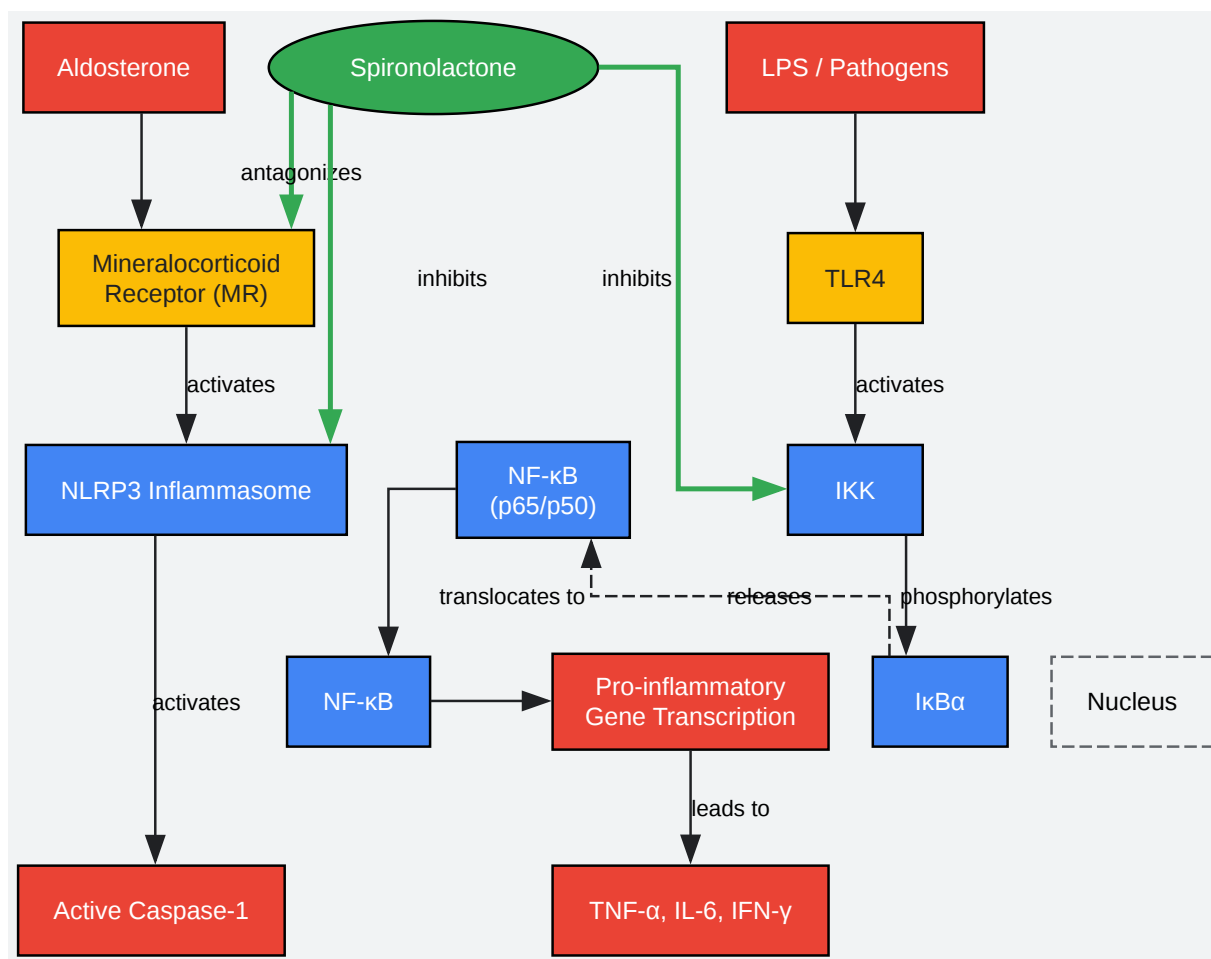 Aldosterone
Spironolactone
LPS / Pathogens
antagonizes
Mineralocorticoid
Receptor (MR)
inhibits
inhibits
TLR4
activates
activates
NLRP3 Inflammasome
NF-κB
(p65/p50)
IKK
translocates to
releases
phosphorylates
activates
NF-κB
Pro-inflammatory
Gene Transcription
IκBα
Nucleus
leads to
Active Caspase-1
TNF-α, IL-6, IFN-γ